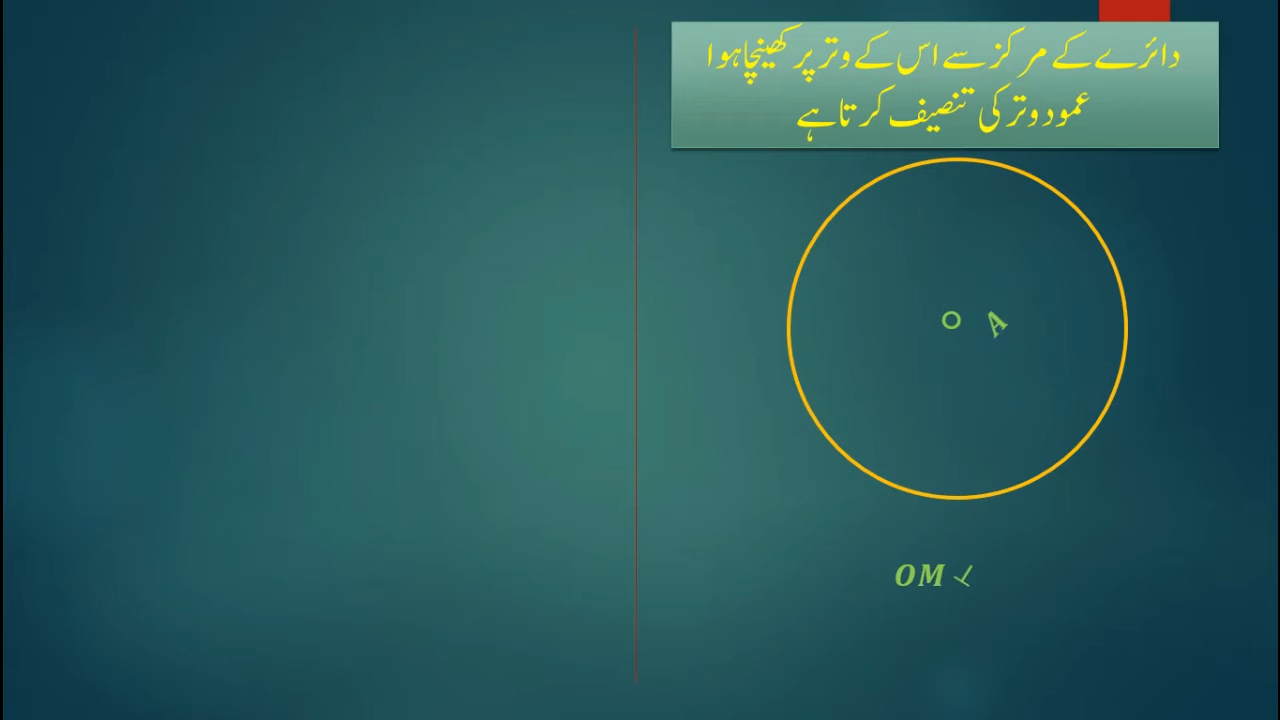 دائرے کے مرکز سے اس کے وتر پر کھینچا ہوا
عمود وتر کی تنصیف کرتا ہے
O A
OM ⊥